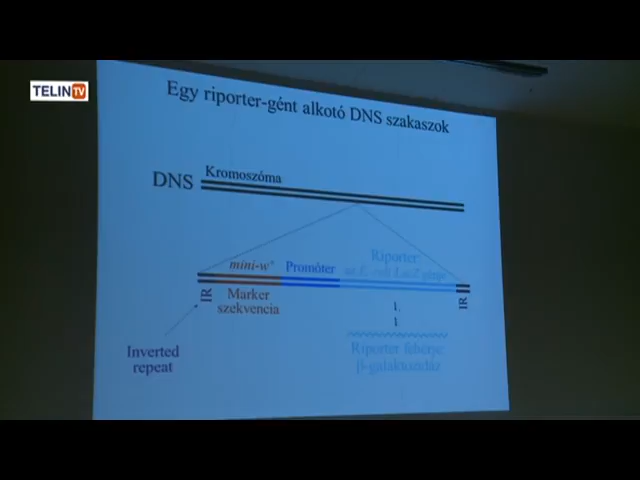 TELIN TV
Egy riporter-gént alkotó DNS szakaszok
Kromoszóma
DNS
mini-w⁺ Promóter Riporter:
az E. coli LacZ génje
IR Marker IR
szekvencia
Inverted
repeat
Riporter fehérje:
β-galaktozidáz